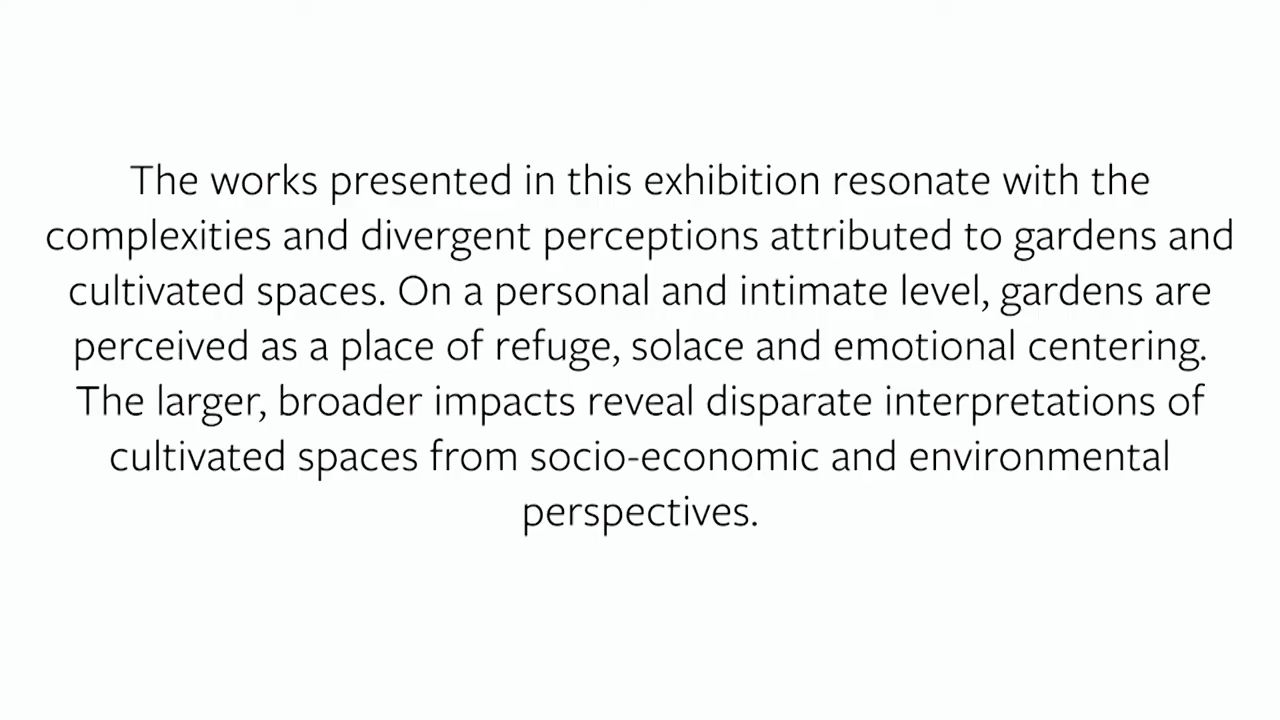 The works presented in this exhibition resonate with the
complexities and divergent perceptions attributed to gardens and
cultivated spaces. On a personal and intimate level, gardens are
perceived as a place of refuge, solace and emotional centering.
The larger, broader impacts reveal disparate interpretations of
cultivated spaces from socio-economic and environmental
perspectives.